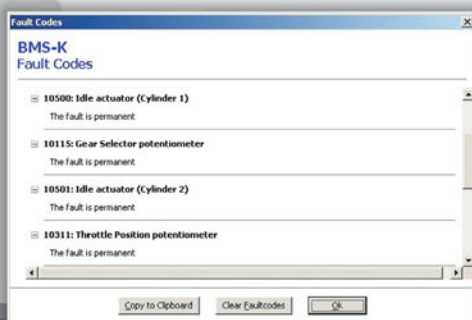 Fault Codes
BMS-K
Fault Codes
10500: Idle actuator (Cylinder 1)
The fault is permanent
10115: Gear Selector potentiometer
The fault is permanent
10501: Idle actuator (Cylinder 2)
The fault is permanent
10311: Throttle Position potentiometer
The fault is permanent
Copy to Clipboard Clear Faultcodes Ok